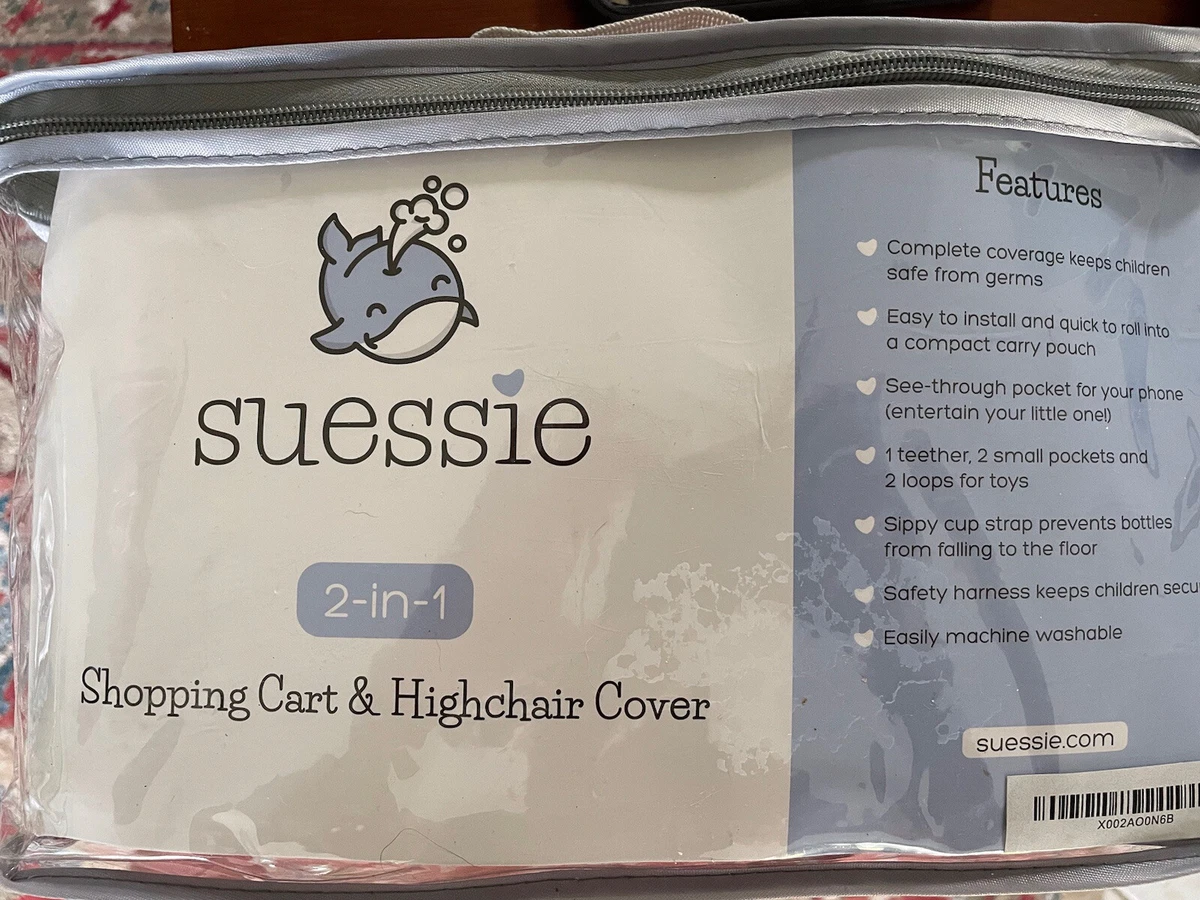 suessie
2-in-1
Shopping Cart & Highchair Cover
Features
Complete coverage keeps children
safe from germs
Easy to install and quick to roll into
a compact carry pouch
See-through pocket for your phone
(entertain your little one!)
1 teether, 2 small pockets and
2 loops for toys
Sippy cup strap prevents bottles
from falling to the floor
Safety harness keeps children secu
Easily machine washable
suessie.com
X002AO0N6B